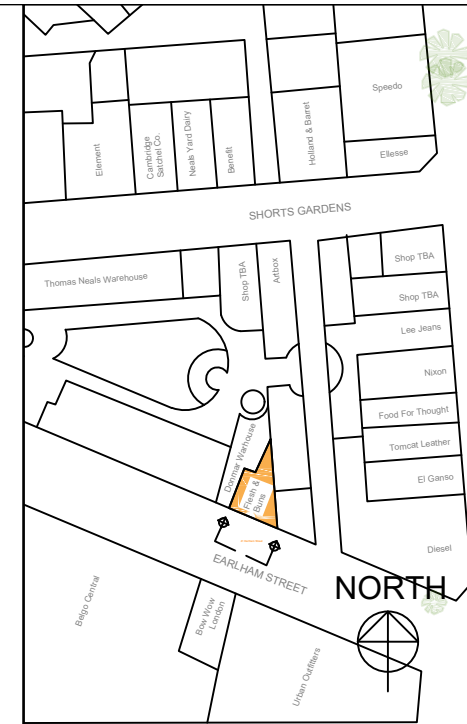 Speedo
Element
Cambridge
Satchel Co.
Neals Yard Dairy
Benefit
Holland & Barret
Ellesse
SHORTS GARDENS
Thomas Neals Warehouse
Shop TBA
Artbox
Shop TBA
Shop TBA
Lee Jeans
Nixon
Food For Thought
Tomcat Leather
El Ganso
Diesel
Donmar Warhouse
Flesh &
Buns
EARLHAM STREET
NORTH
Belgo Central
Bow Wow
London
Urban Outfitters